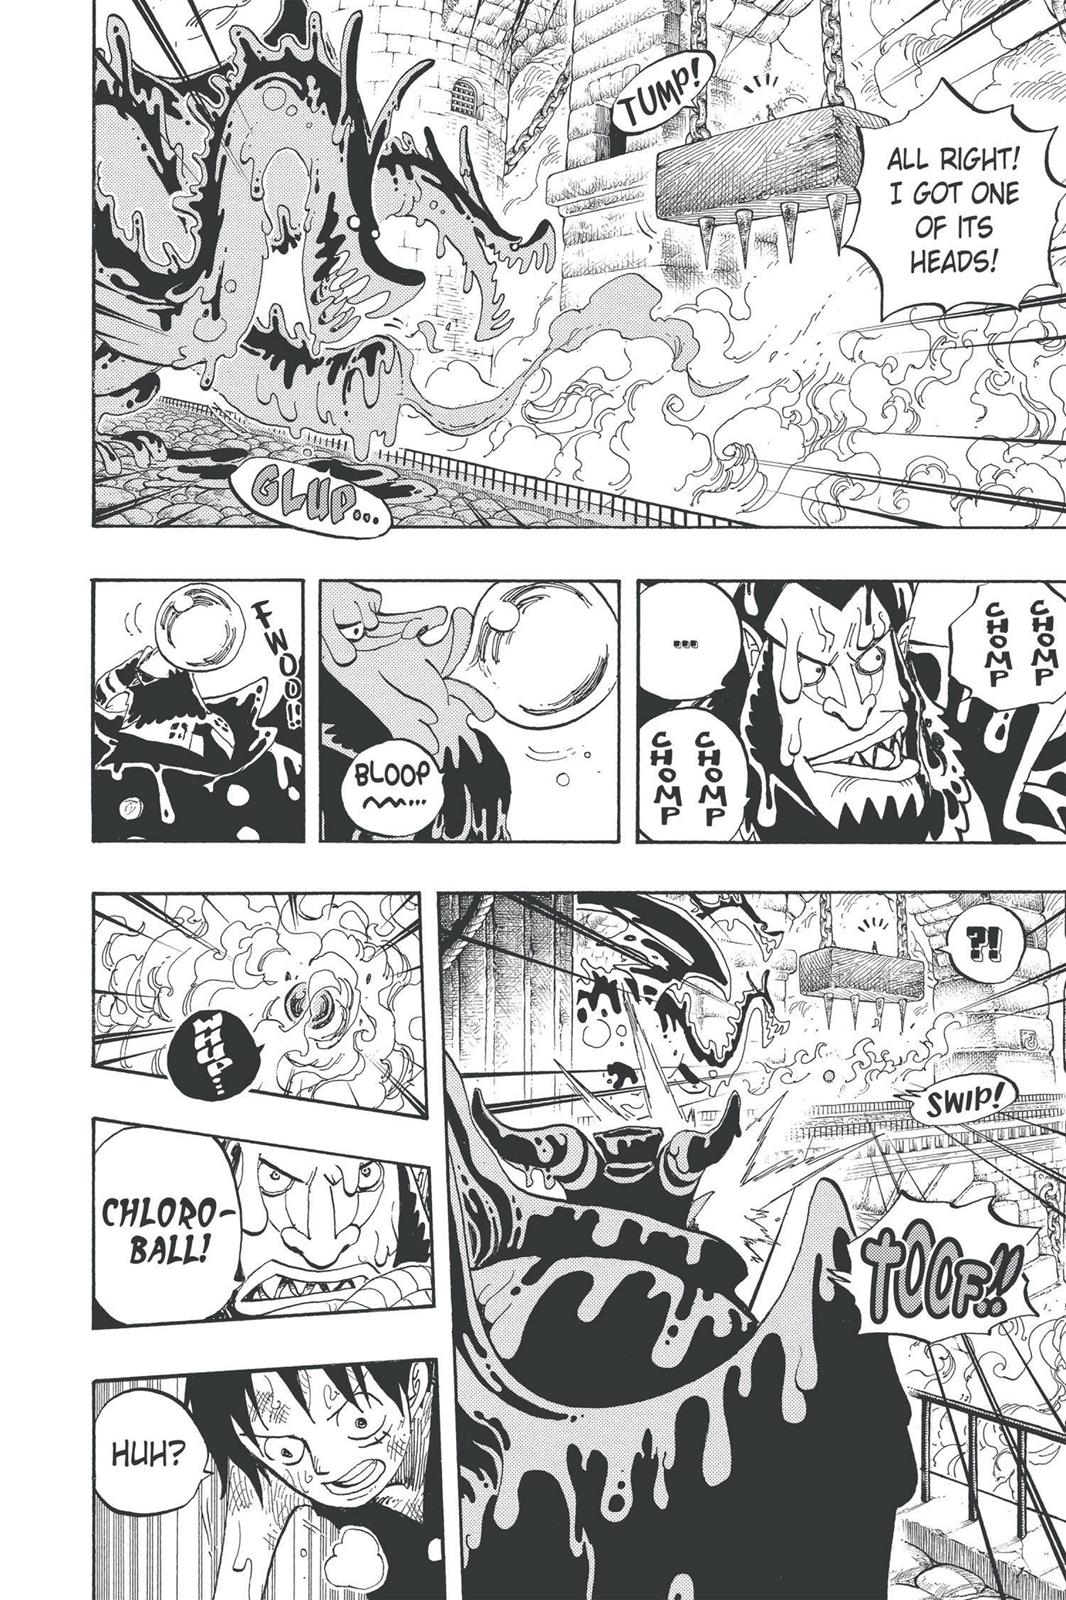 TUMP!
ALL RIGHT!
I GOT ONE
OF ITS
HEADS!
GLUP...
CHOMP
CHOMP
...
CHOMP
CHOMP
BLOOP
...
FWOO!!
?!
SWIP!
TOOF!!
CHLORO-
BALL!
HUH?